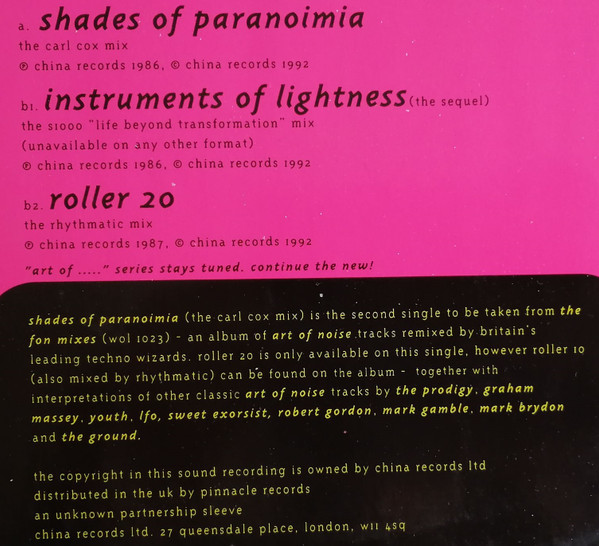 a. shades of paranoimia
the carl cox mix
℗ china records 1986, © china records 1992
b1. instruments of lightness (the sequel)
the s1000 "life beyond transformation" mix
(unavailable on 3ny other format)
℗ china records 1986, © china records 1992
b2. roller 20
the rhythmatic mix
℗ china records 1987, © china records 1992
"art of ....." series stays tuned. continue the new!
shades of paranoimia (the carl cox mix) is the second single to be taken from the
fon mixes (wol 1023) - an album of art of noise tracks remixed by britain's
leading techno wizards. roller 20 is only available on this single, however roller 10
(also mixed by rhythmatic) can be found on the album - together with
interpretations of other classic art of noise tracks by the prodigy, graham
massey, youth, lfo, sweet exorsist, robert gordon, mark gamble, mark brydon
and the ground.
the copyright in this sound recording is owned by china records ltd
distributed in the uk by pinnacle records
an unknown partnership sleeve
china records ltd. 27 queensdale place, london, w11 4sq